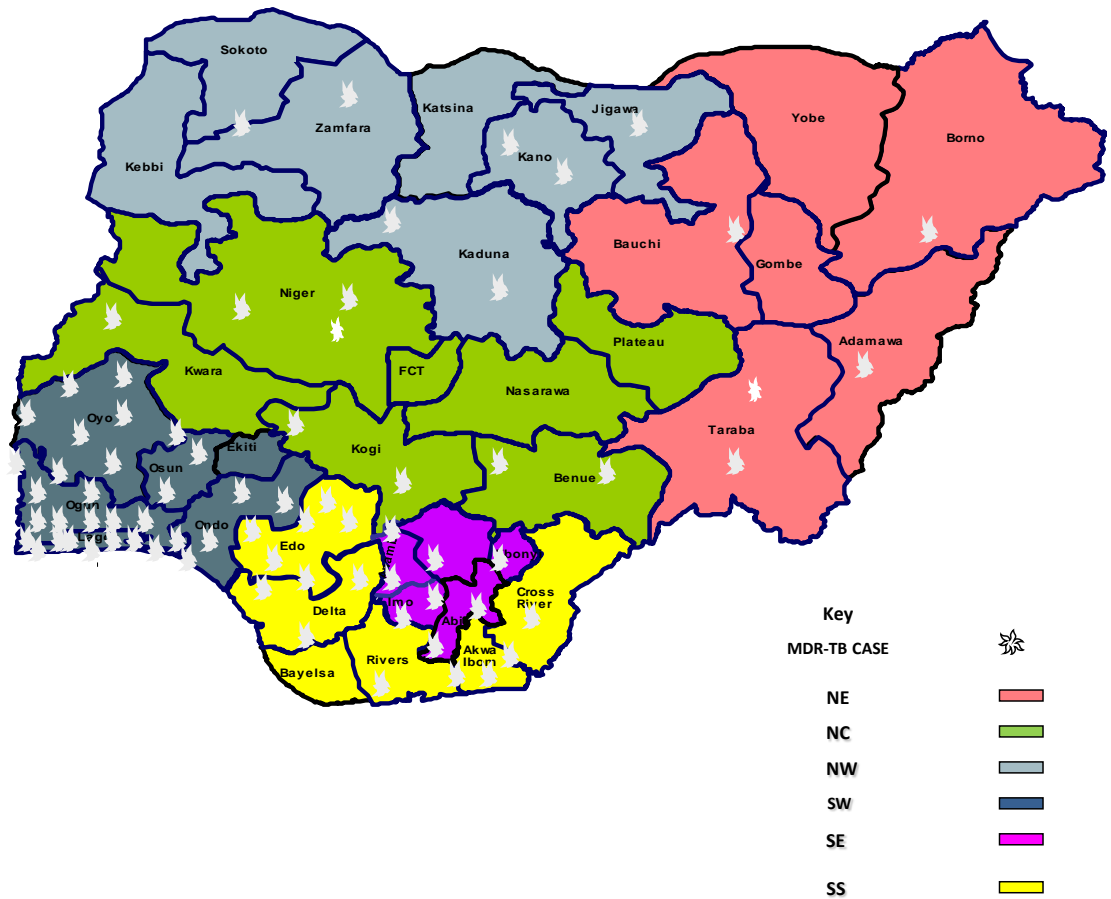 Sokoto
Katsina
Jigawa
Zamfara
Yobe
Borno
Kano
Kebbi
Bauchi
Kaduna
Gombe
Niger
Plateau
Adamawa
Kwara
FCT
Nasarawa
Oyo
Taraba
Ekiti
Kogi
Osun
Benue
Ondo
Edo
Imo
Cross
River
Delta
Akwa
Ibom
Rivers
Bayelsa
Key
MDR-TB CASE
NE
NC
NW
SW
SE
SS